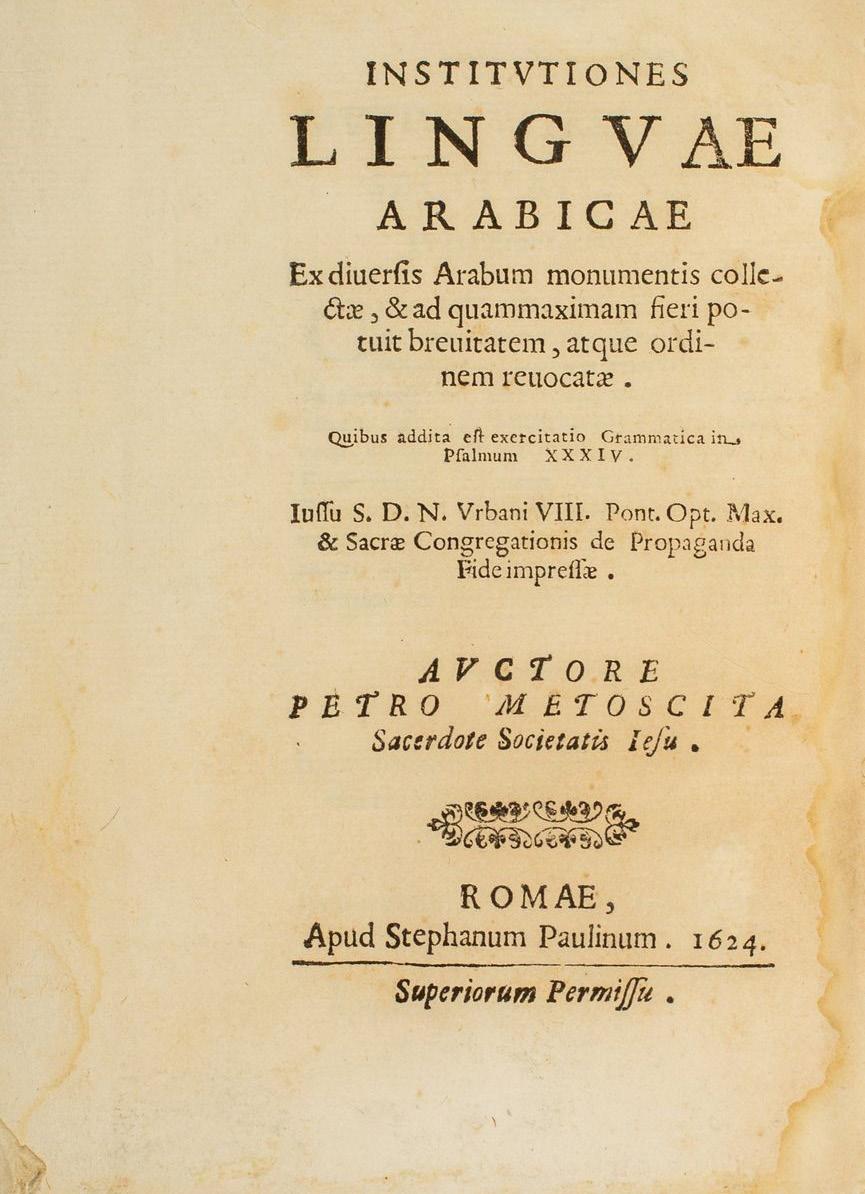 INSTITVTIONES
LINGVAE
ARABICAE
Ex diuerſis Arabum monumentis colle-
ctæ, & ad quammaximam fieri po-
tuit breuitatem, atque ordi-
nem reuocatæ.
Quibus addita eſt exercitatio Grammatica in
Pſalmum XXXIV.
Iuſſu S. D. N. Vrbani VIII. Pont. Opt. Max.
& Sacræ Congregationis de Propaganda
Fide impreſſæ.
AVCTORE
PETRO METOSCITA
Sacerdote Societatis Ieſu.
ROMAE,
Apud Stephanum Paulinum. 1624.
Superiorum Permiſſu.